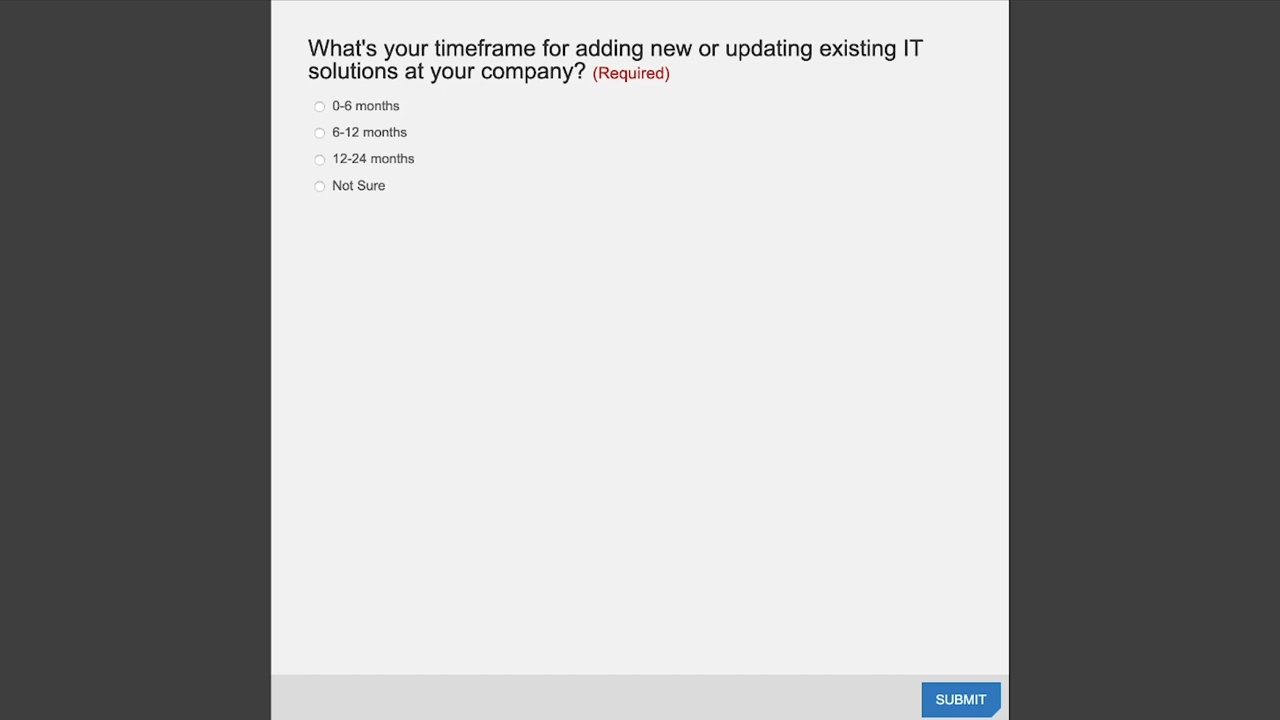 What's your timeframe for adding new or updating existing IT
solutions at your company? (Required)
0-6 months
6-12 months
12-24 months
Not Sure
SUBMIT